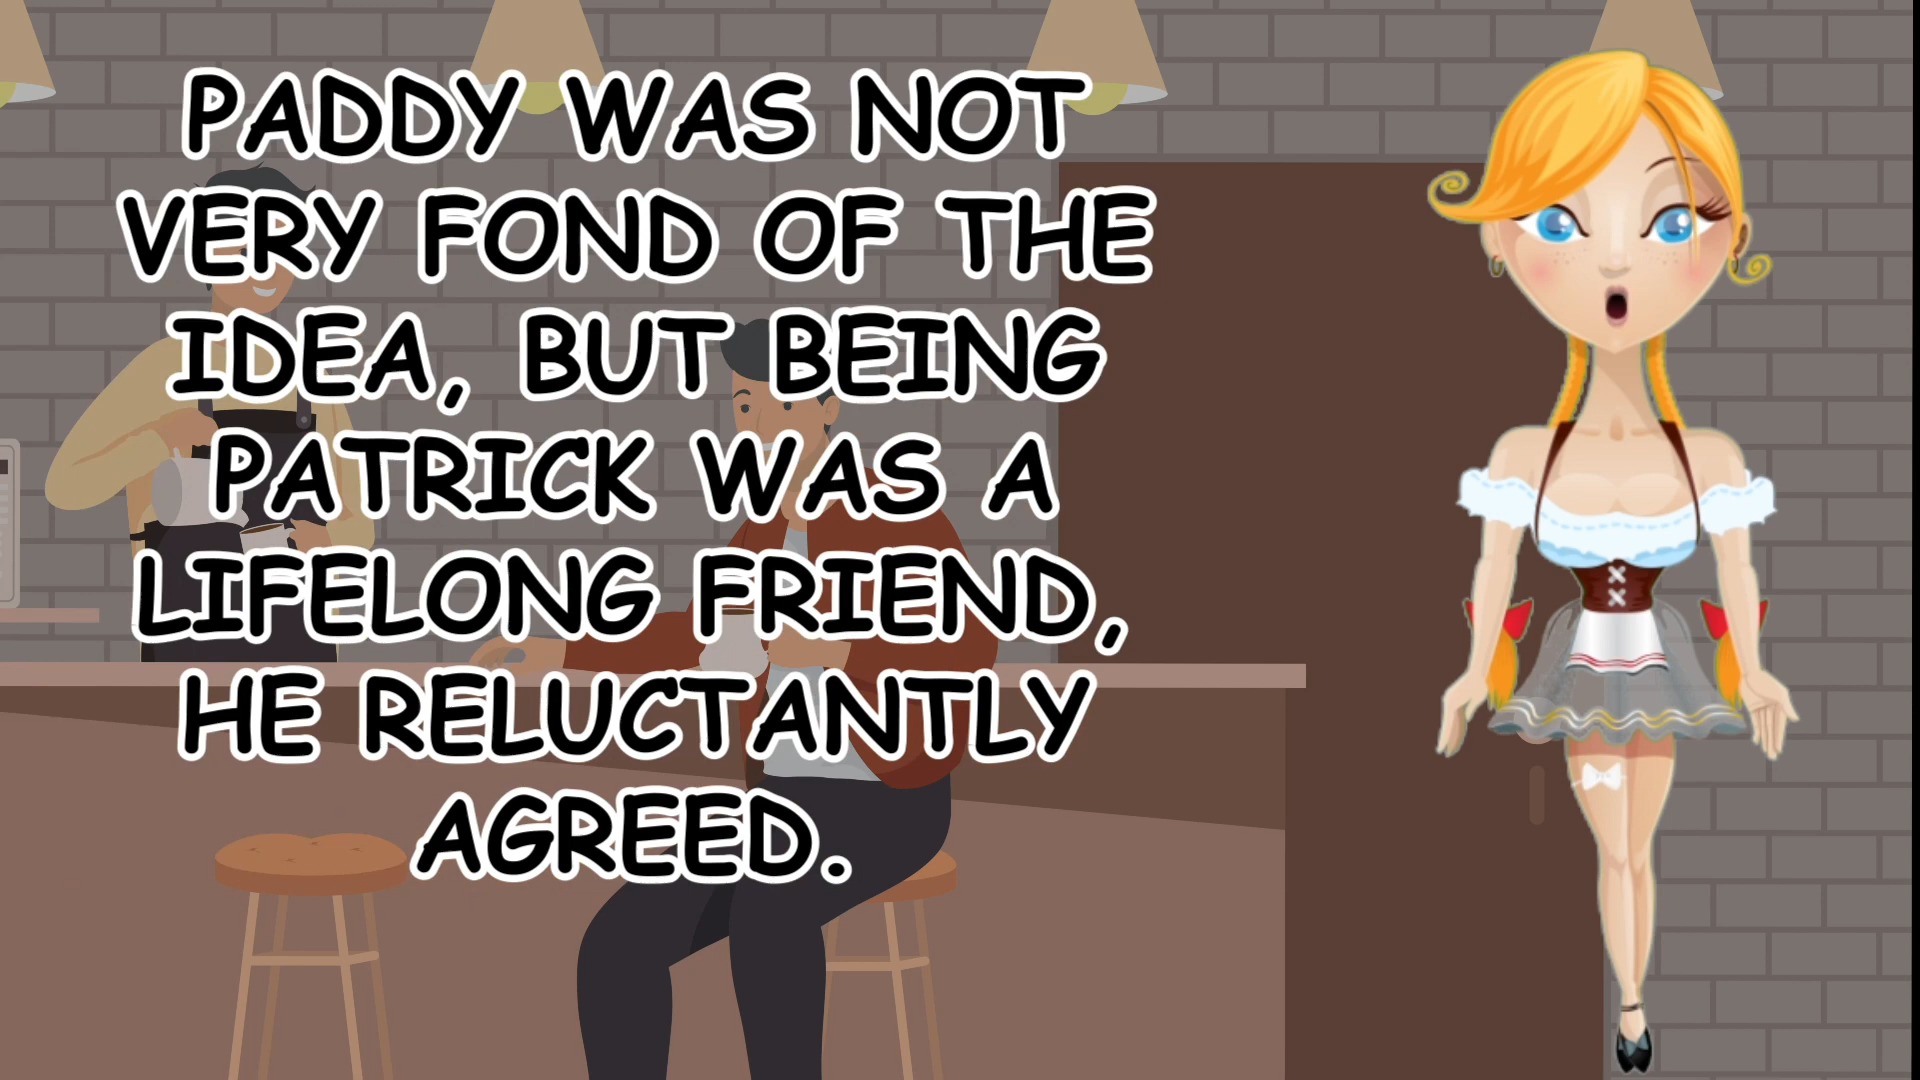 PADDY WAS NOT
VERY FOND OF THE
IDEA, BUT BEING
PATRICK WAS A
LIFELONG FRIEND,
HE RELUCTANTLY
AGREED.